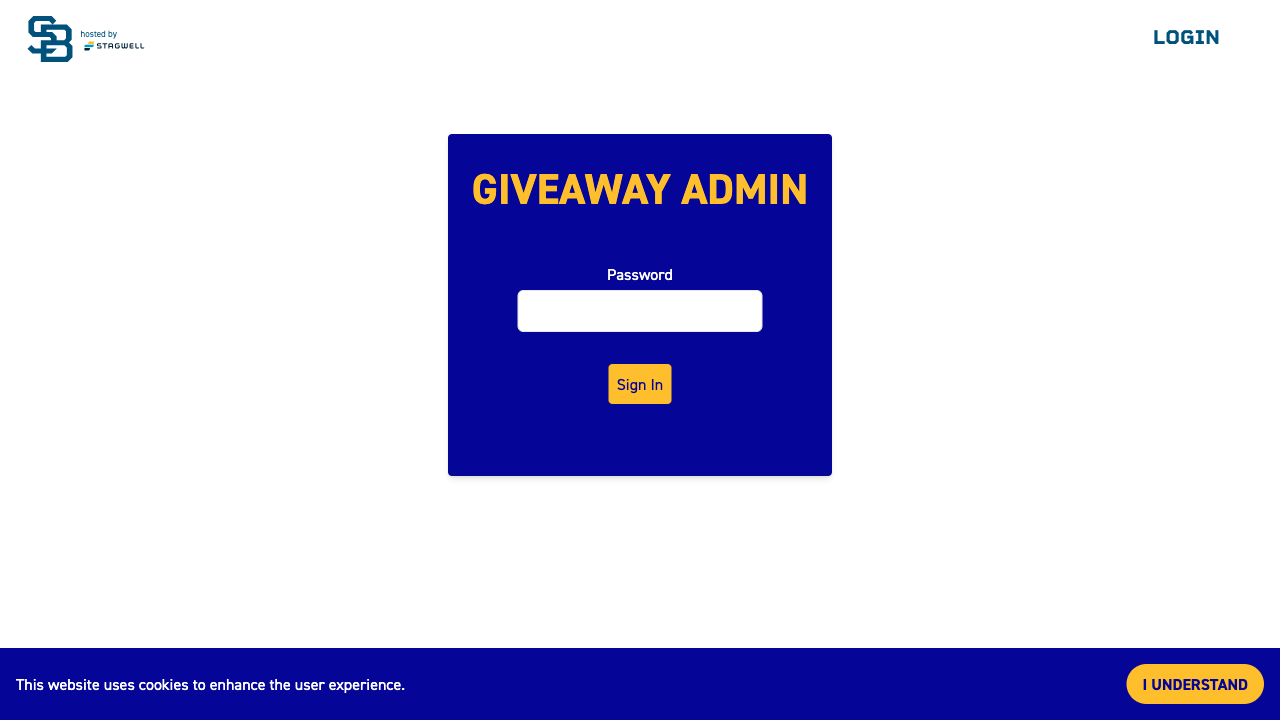 SB
hosted by
STAGWELL
LOGIN
GIVEAWAY ADMIN
Password
Sign In
This website uses cookies to enhance the user experience.
I UNDERSTAND